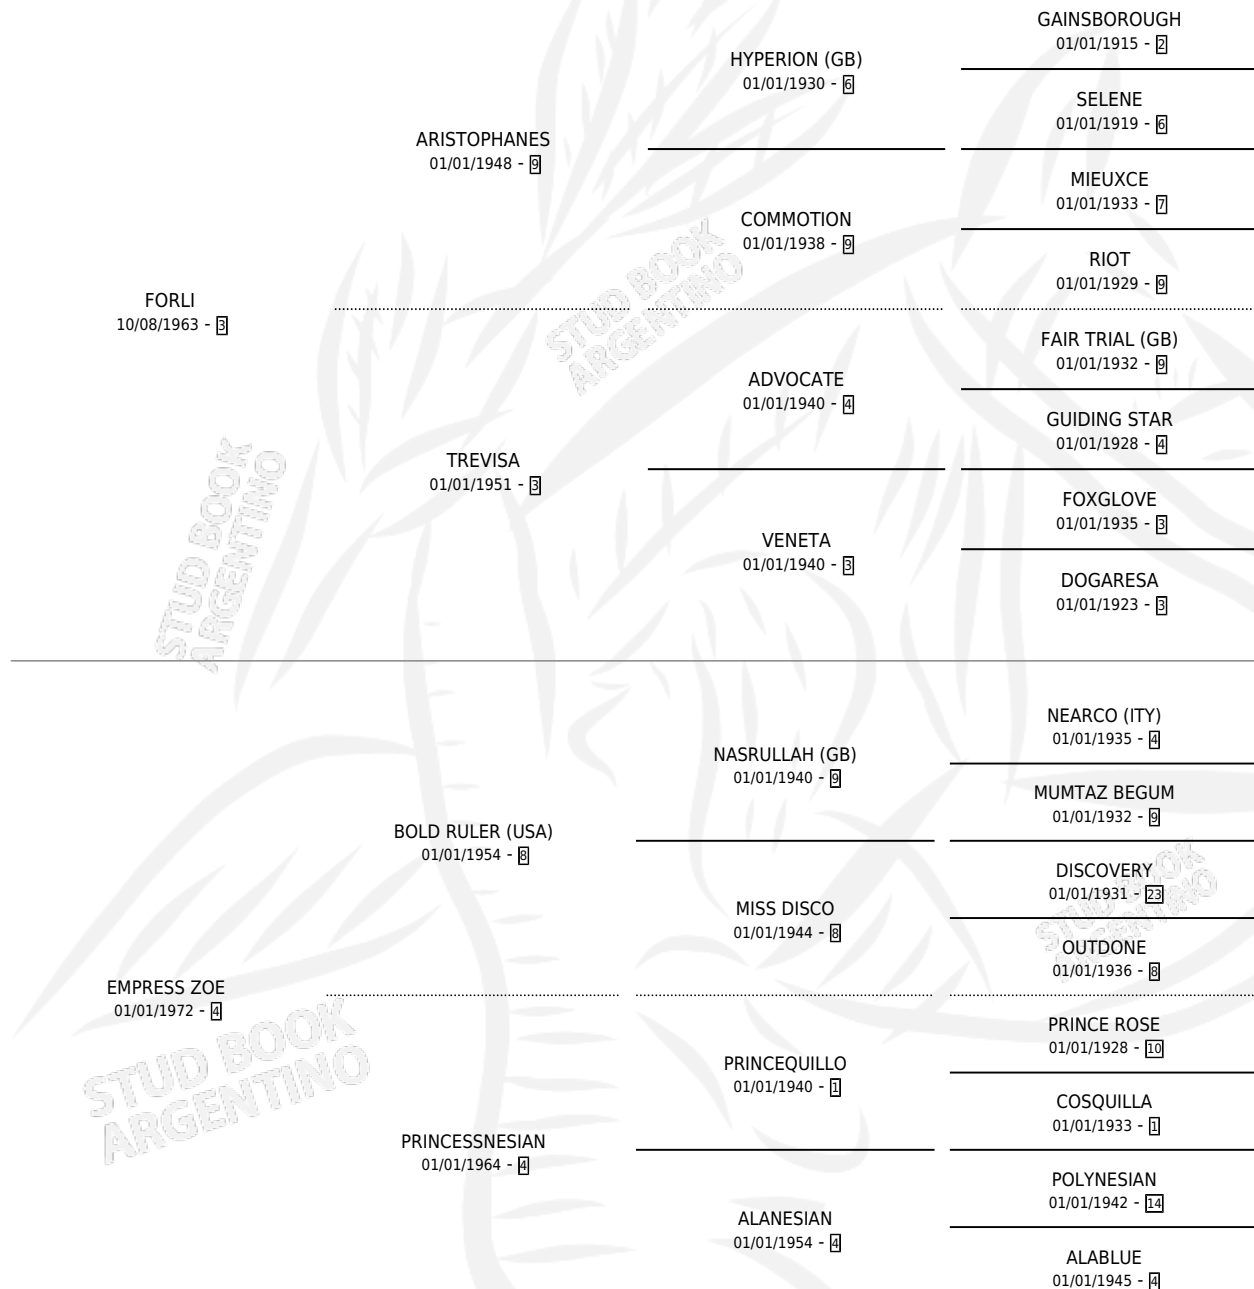 GAINSBOROUGH
01/01/1915 - 2
HYPERION (GB)
01/01/1930 - 6
SELENE
01/01/1919 - 6
ARISTOPHANES
01/01/1948 - 9
MIEUXCE
01/01/1933 - 7
COMMOTION
01/01/1938 - 9
RIOT
01/01/1929 - 9
FORLI
10/08/1963 - 3
FAIR TRIAL (GB)
01/01/1932 - 9
ADVOCATE
01/01/1940 - 4
GUIDING STAR
01/01/1928 - 4
TREVISA
01/01/1951 - 3
FOXGLOVE
01/01/1935 - 3
VENETA
01/01/1940 - 3
DOGARESA
01/01/1923 - 3
NEARCO (ITY)
01/01/1935 - 4
NASRULLAH (GB)
01/01/1940 - 9
MUMTAZ BEGUM
01/01/1932 - 9
BOLD RULER (USA)
01/01/1954 - 8
DISCOVERY
01/01/1931 - 23
MISS DISCO
01/01/1944 - 8
OUTDONE
01/01/1936 - 8
EMPRESS ZOE
01/01/1972 - 4
PRINCE ROSE
01/01/1928 - 10
PRINCEQUILLO
01/01/1940 - 1
COSQUILLA
01/01/1933 - 1
PRINCESSNESIAN
01/01/1964 - 4
POLYNESIAN
01/01/1942 - 14
ALANESIAN
01/01/1954 - 4
ALABLUE
01/01/1945 - 4
STUD BOOK
ARGENTINO
STUD BOOK
ARGENTINO
STUD BOOK
ARGENTINO
STUD BOOK
ARGENTINO